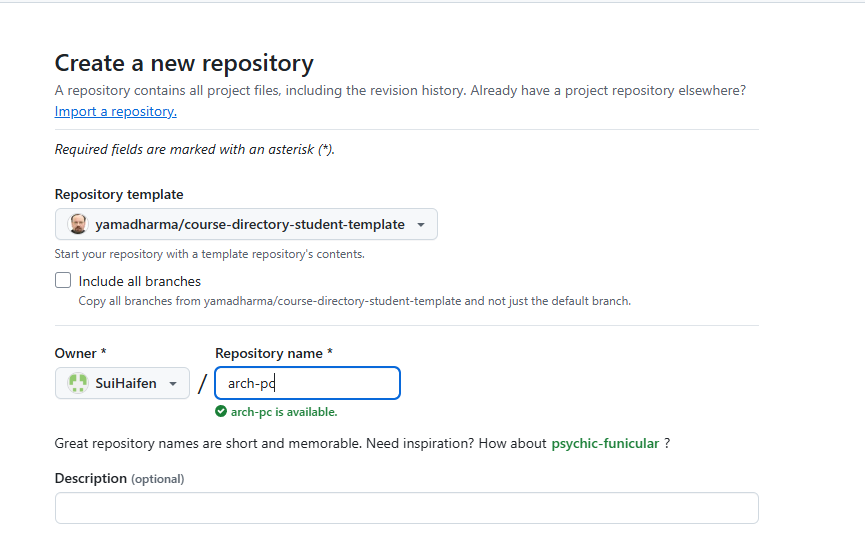 Create a new repository
A repository contains all project files, including the revision history. Already have a project repository elsewhere?
Import a repository.
Required fields are marked with an asterisk (*).
Repository template
yamadharma/course-directory-student-template
Start your repository with a template repository's contents.
Include all branches
Copy all branches from yamadharma/course-directory-student-template and not just the default branch.
Owner * Repository name *
SuiHaifen / arch-pc
arch-pc is available.
Great repository names are short and memorable. Need inspiration? How about psychic-funicular ?
Description (optional)